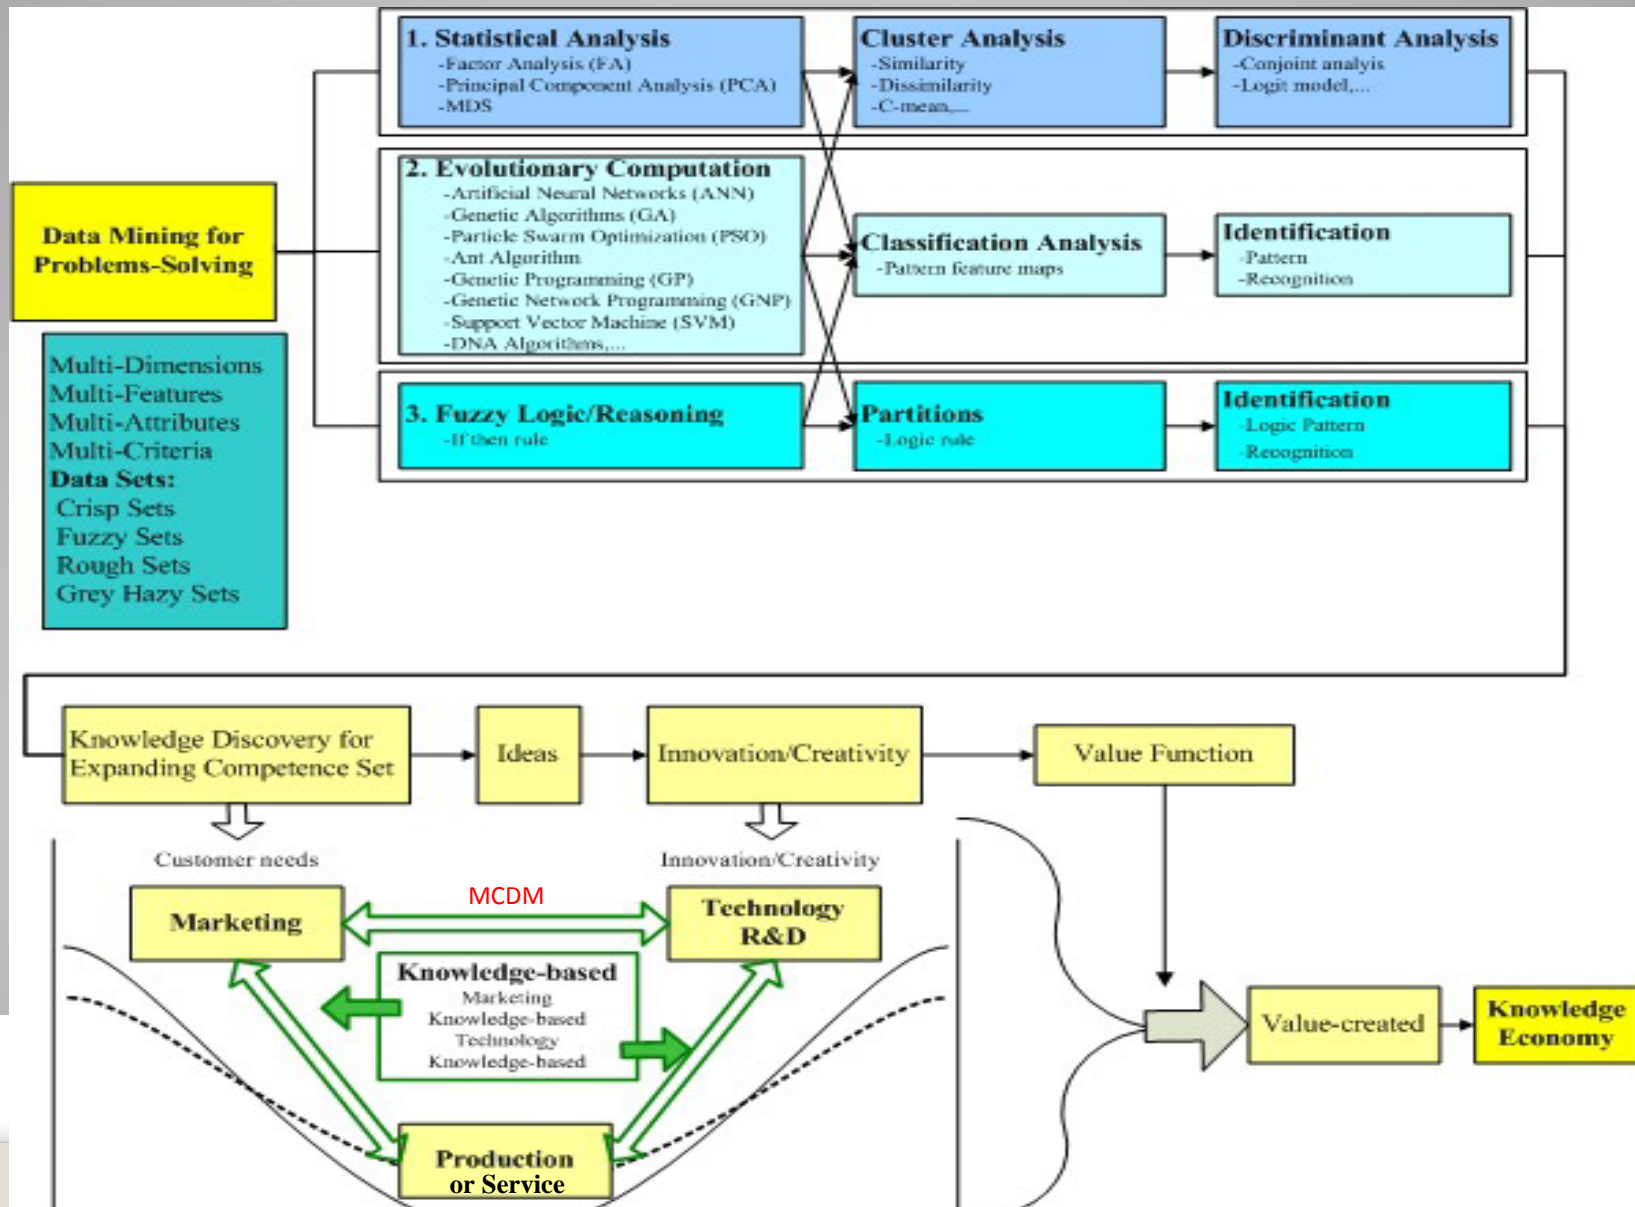 1. Statistical Analysis
-Factor Analysis (FA)
-Principal Component Analysis (PCA)
-MDS
Cluster Analysis
-Similarity
-Dissimilarity
-C-mean,...
Discriminant Analysis
-Conjoint analyis
-Logit model,...
Data Mining for
Problems-Solving
2. Evolutionary Computation
-Artificial Neural Networks (ANN)
-Genetic Algorithms (GA)
-Particle Swarm Optimization (PSO)
-Ant Algorithm
-Genetic Programming (GP)
-Genetic Network Programming (GNP)
-Support Vector Machine (SVM)
-DNA Algorithms,...
Classification Analysis
-Pattern feature maps
Identification
-Pattern
-Recognition
Multi-Dimensions
Multi-Features
Multi-Attributes
Multi-Criteria
Data Sets:
Crisp Sets
Fuzzy Sets
Rough Sets
Grey Hazy Sets
3. Fuzzy Logic/Reasoning
-If then rule
Partitions
-Logic rule
Identification
-Logic Pattern
-Recognition
Knowledge Discovery for
Expanding Competence Set
Ideas
Innovation/Creativity
Value Function
Customer needs
Innovation/Creativity
Marketing
MCDM
Technology
R&D
Knowledge-based
Marketing
Knowledge-based
Technology
Knowledge-based
Production
or Service
Value-created
Knowledge
Economy